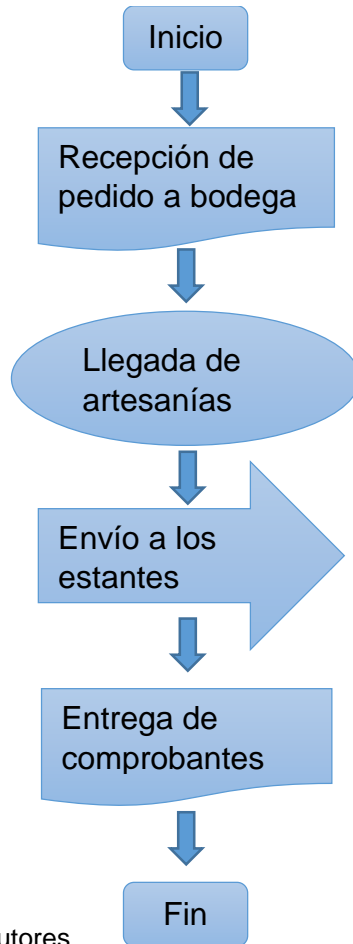 Inicio
Recepción de
pedido a bodega
Llegada de
artesanías
Envío a los
estantes
Entrega de
comprobantes
Fin